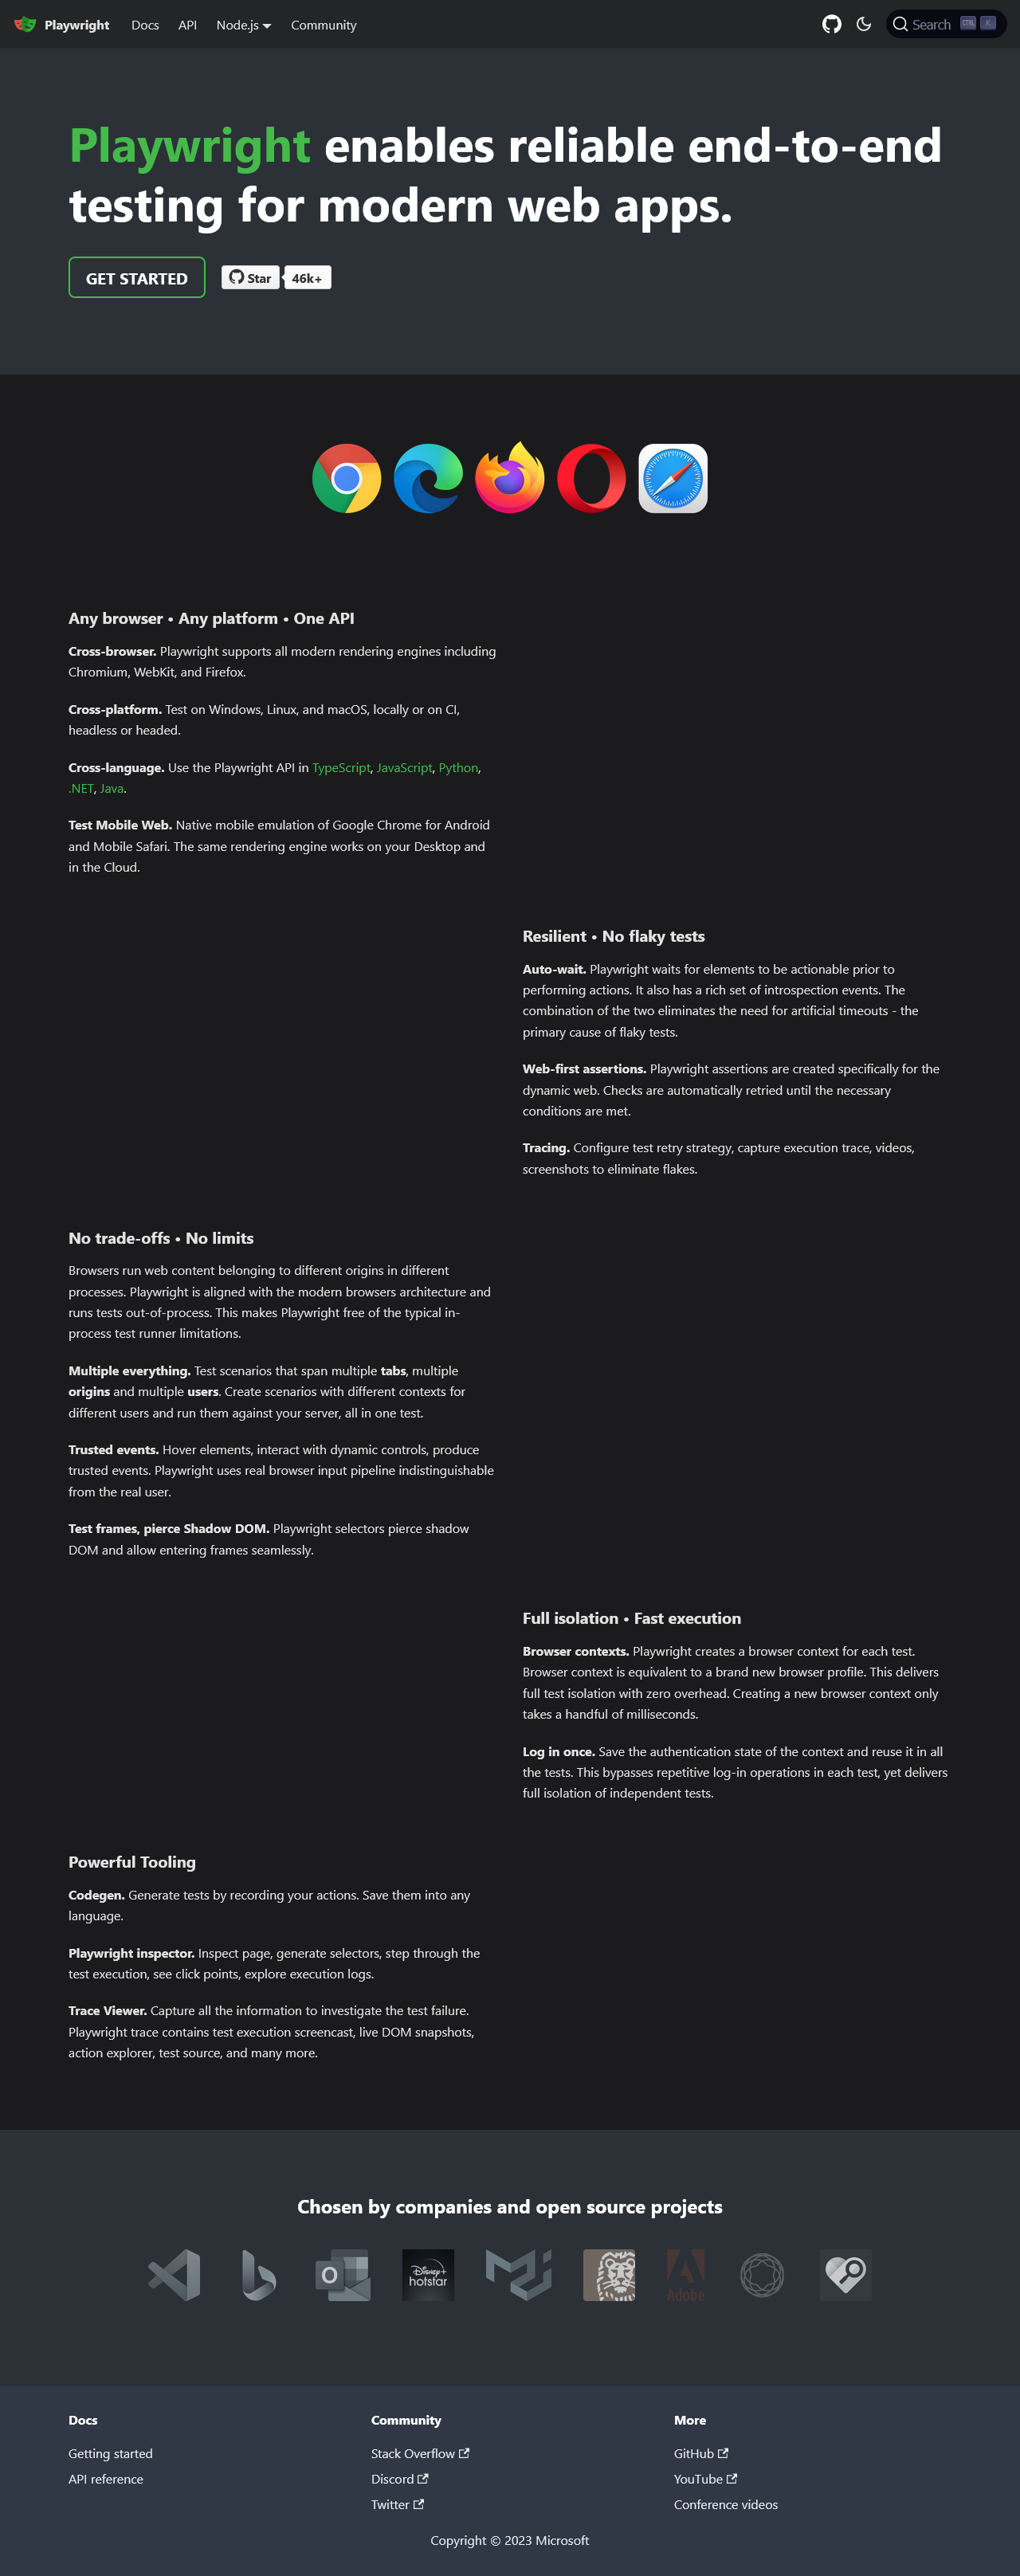 Playwright Docs API Node.js Community Search CTRL K
Playwright enables reliable end-to-end
testing for modern web apps.
GET STARTED Star 46k+
Any browser • Any platform • One API
Cross-browser. Playwright supports all modern rendering engines including
Chromium, WebKit, and Firefox.
Cross-platform. Test on Windows, Linux, and macOS, locally or on CI,
headless or headed.
Cross-language. Use the Playwright API in TypeScript, JavaScript, Python,
.NET, Java.
Test Mobile Web. Native mobile emulation of Google Chrome for Android
and Mobile Safari. The same rendering engine works on your Desktop and
in the Cloud.
Resilient • No flaky tests
Auto-wait. Playwright waits for elements to be actionable prior to
performing actions. It also has a rich set of introspection events. The
combination of the two eliminates the need for artificial timeouts - the
primary cause of flaky tests.
Web-first assertions. Playwright assertions are created specifically for the
dynamic web. Checks are automatically retried until the necessary
conditions are met.
Tracing. Configure test retry strategy, capture execution trace, videos,
screenshots to eliminate flakes.
No trade-offs • No limits
Browsers run web content belonging to different origins in different
processes. Playwright is aligned with the modern browsers architecture and
runs tests out-of-process. This makes Playwright free of the typical in-
process test runner limitations.
Multiple everything. Test scenarios that span multiple tabs, multiple
origins and multiple users. Create scenarios with different contexts for
different users and run them against your server, all in one test.
Trusted events. Hover elements, interact with dynamic controls, produce
trusted events. Playwright uses real browser input pipeline indistinguishable
from the real user.
Test frames, pierce Shadow DOM. Playwright selectors pierce shadow
DOM and allow entering frames seamlessly.
Full isolation • Fast execution
Browser contexts. Playwright creates a browser context for each test.
Browser context is equivalent to a brand new browser profile. This delivers
full test isolation with zero overhead. Creating a new browser context only
takes a handful of milliseconds.
Log in once. Save the authentication state of the context and reuse it in all
the tests. This bypasses repetitive log-in operations in each test, yet delivers
full isolation of independent tests.
Powerful Tooling
Codegen. Generate tests by recording your actions. Save them into any
language.
Playwright inspector. Inspect page, generate selectors, step through the
test execution, see click points, explore execution logs.
Trace Viewer. Capture all the information to investigate the test failure.
Playwright trace contains test execution screencast, live DOM snapshots,
action explorer, test source, and many more.
Chosen by companies and open source projects
O
Disney+
hotstar
Adobe
Docs
Getting started
API reference
Community
Stack Overflow
Discord
Twitter
More
GitHub
YouTube
Conference videos
Copyright © 2023 Microsoft